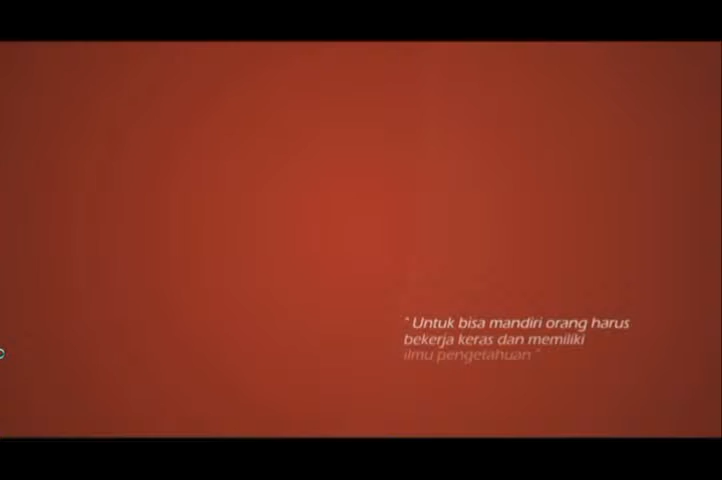 " Untuk bisa mandiri orang harus
bekerja keras dan memiliki
ilmu pengetahuan "